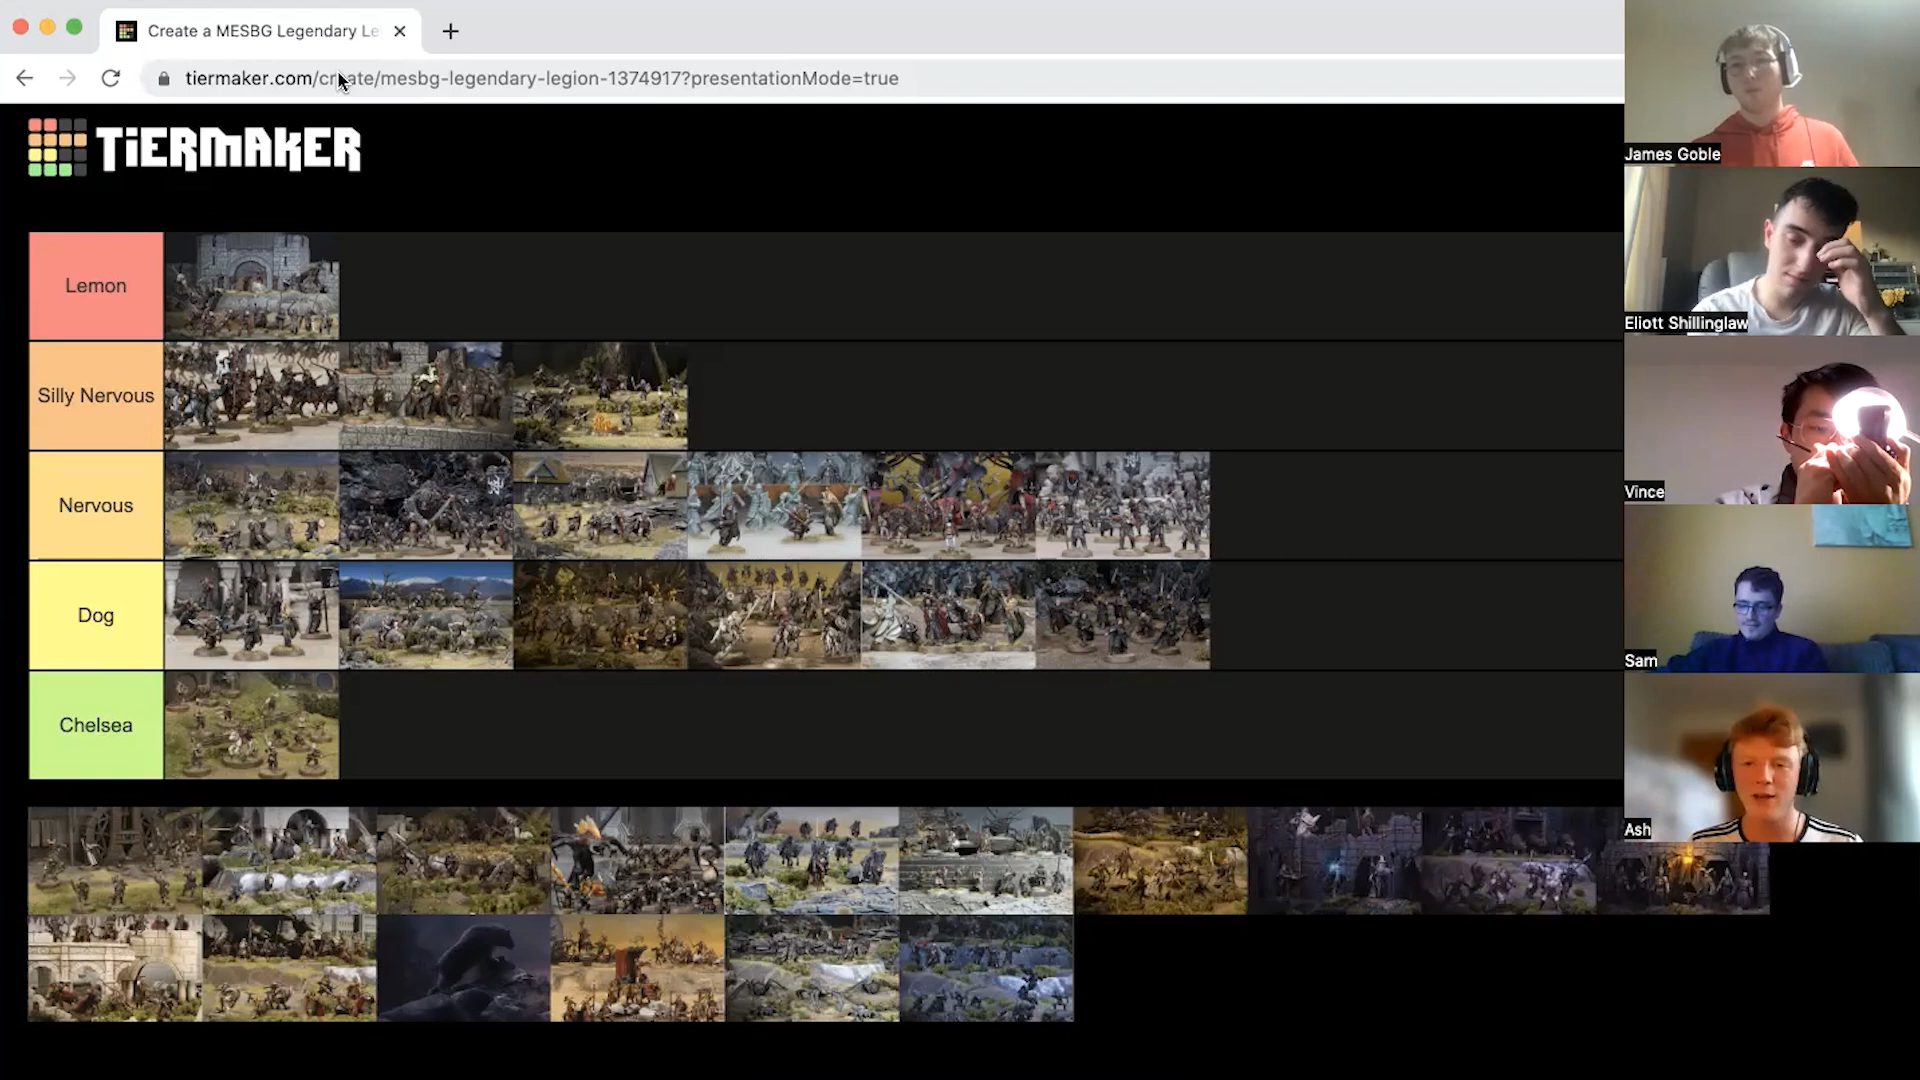 Create a MESBG Legendary Le
tiermaker.com/create/mesbg-legendary-legion-1374917?presentationMode=true
TiERMAKER
Lemon
Silly Nervous
Nervous
Dog
Chelsea
James Goble
Eliott Shillinglaw
Vince
Sam
Ash